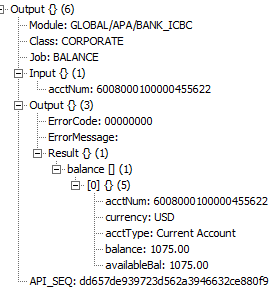 Output {} (6)
Module: GLOBAL/APA/BANK_ICBC
Class: CORPORATE
Job: BALANCE
Input {} (1)
acctNum: 6008000100000455622
Output {} (3)
ErrorCode: 00000000
ErrorMessage:
Result {} (1)
balance [] (1)
[0] {} (5)
acctNum: 6008000100000455622
currency: USD
acctType: Current Account
balance: 1075.00
availableBal: 1075.00
API_SEQ: dd657de939723d562a3946632ce880f9